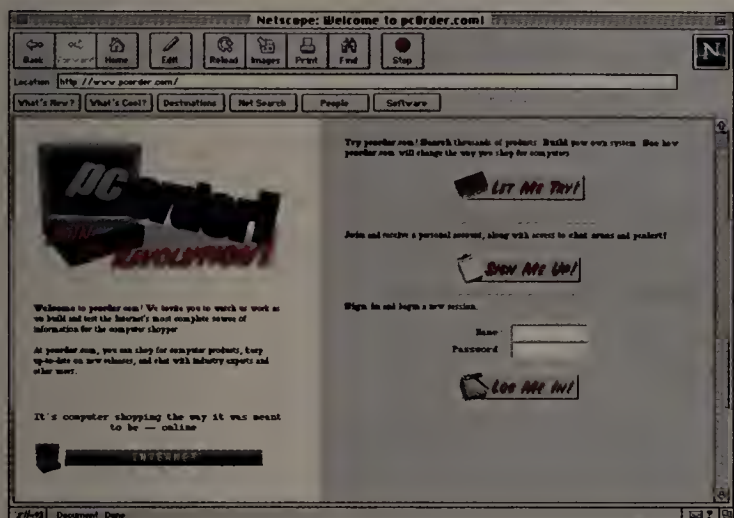 Netscape: Welcome to pcOrder.com!
Back Forward Home Edit Reload Images Print Find Stop
N
Location: http://www.pcorder.com/
What's New? What's Cool? Destinations Net Search People Software
pcOrder!
JOIN THE
REVOLUTION!
Welcome to pcorder.com! We invite you to watch us work as
we build and test the Internet's most complete source of
information for the computer shopper.
At pcorder.com, you can shop for computer products, keep
up-to-date on new releases, and chat with industry experts and
other users.
It's computer shopping the way it was meant
to be -- online
INTERNET
Try pcorder.com! Search thousands of products. Build your own system. See how
pcorder.com will change the way you shop for computers.
LET ME TRY!
Join and receive a personal account, along with access to chat areas and
SIGN ME UP!
Sign in and begin a new session.
Name
Password
LOG ME IN!
Document: Done.